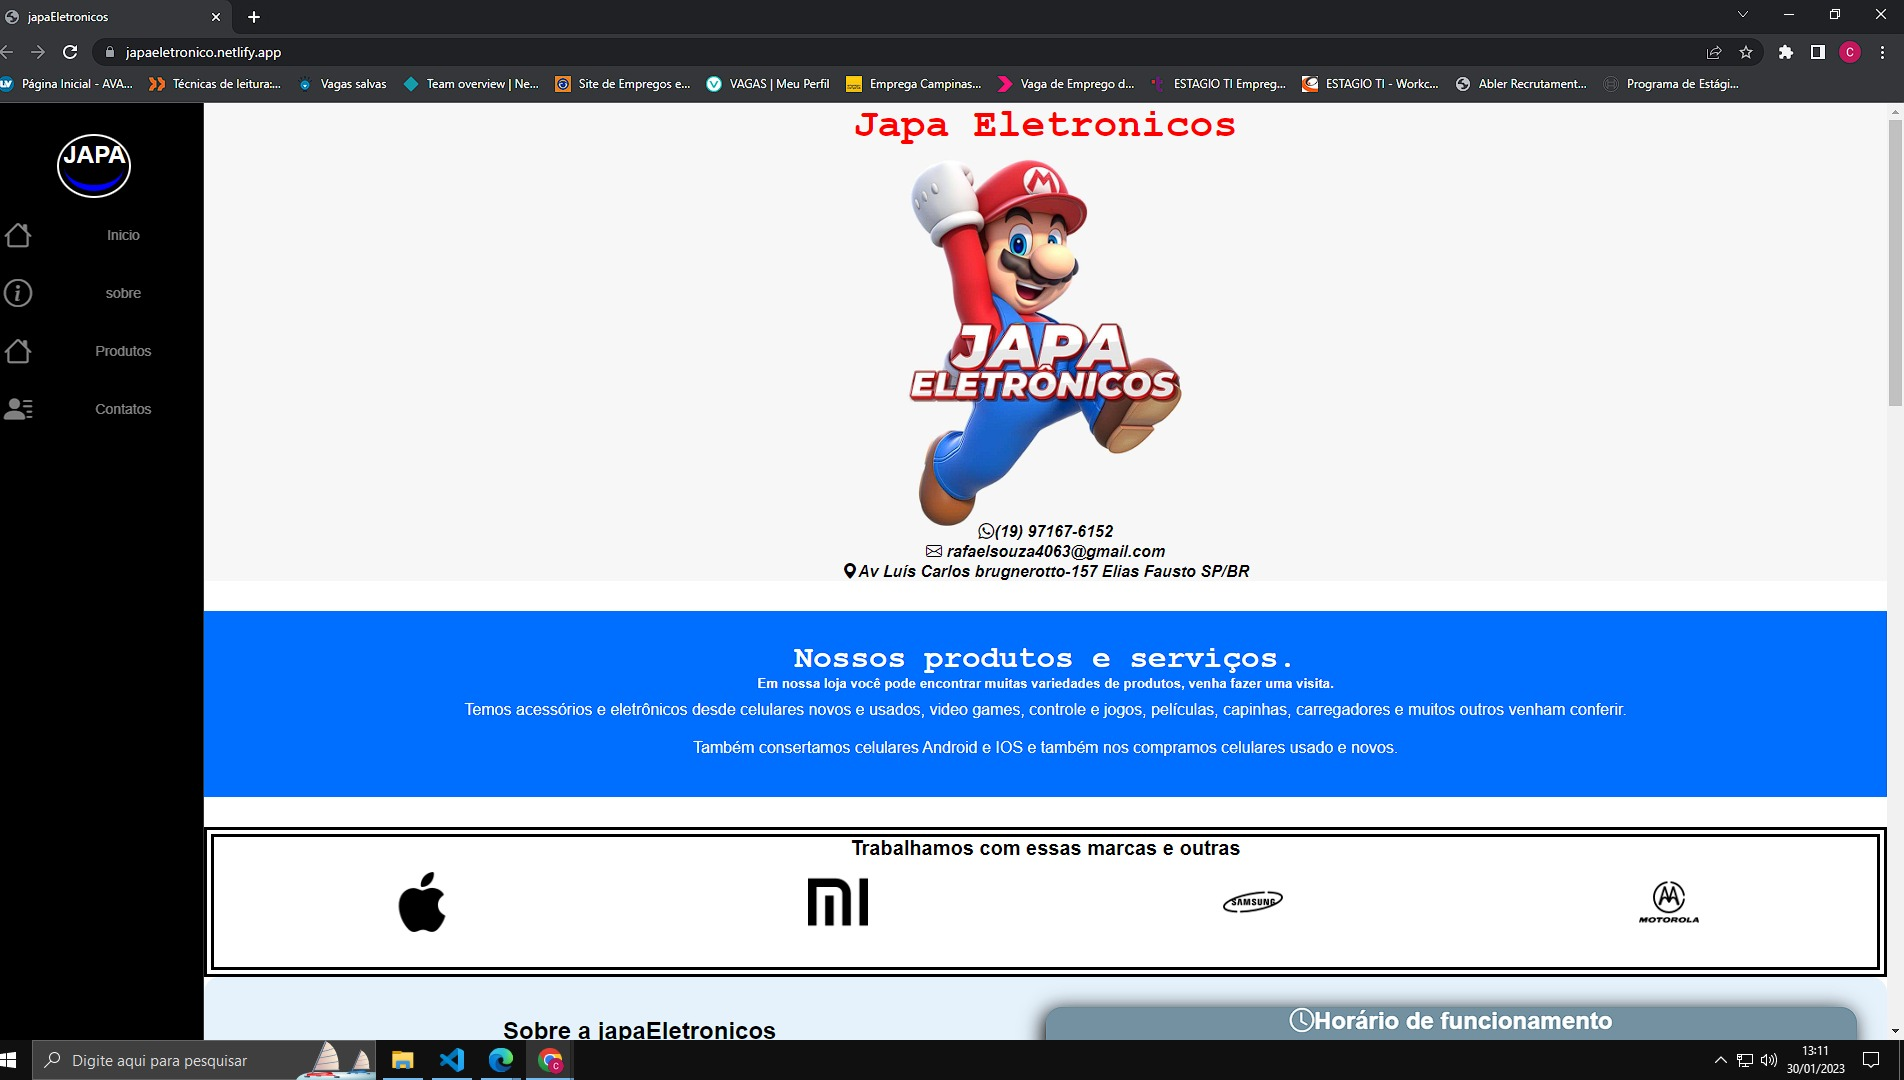 japaEletronicos
japaeletronico.netlify.app
C
LV Página Inicial - AVA...
Técnicas de leitura:...
Vagas salvas
Team overview | Ne...
Site de Empregos e...
VAGAS | Meu Perfil
Emprega Campinas...
Vaga de Emprego d...
ESTAGIO TI Empreg...
ESTAGIO TI - Workc...
Abler Recrutament...
Programa de Estági...
JAPA
Inicio
sobre
Produtos
Contatos
Japa Eletronicos
M
JAPA
ELETRÔNICOS
(19) 97167-6152
rafaelsouza4063@gmail.com
Av Luís Carlos brugnerotto-157 Elias Fausto SP/BR
Nossos produtos e serviços.
Em nossa loja você pode encontrar muitas variedades de produtos, venha fazer uma visita.
Temos acessórios e eletrônicos desde celulares novos e usados, video games, controle e jogos, películas, capinhas, carregadores e muitos outros venham conferir.
Também consertamos celulares Android e IOS e também nos compramos celulares usado e novos.
Trabalhamos com essas marcas e outras
MI
SAMSUNG
MOTOROLA
Sobre a japaEletronicos
Horário de funcionamento
Digite aqui para pesquisar
C
13:11
30/01/2023